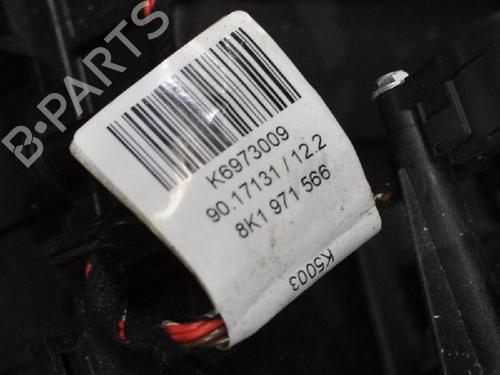 B-PARTS
K6973009
90.17131 / 12.2
8K1 971 566
K5003